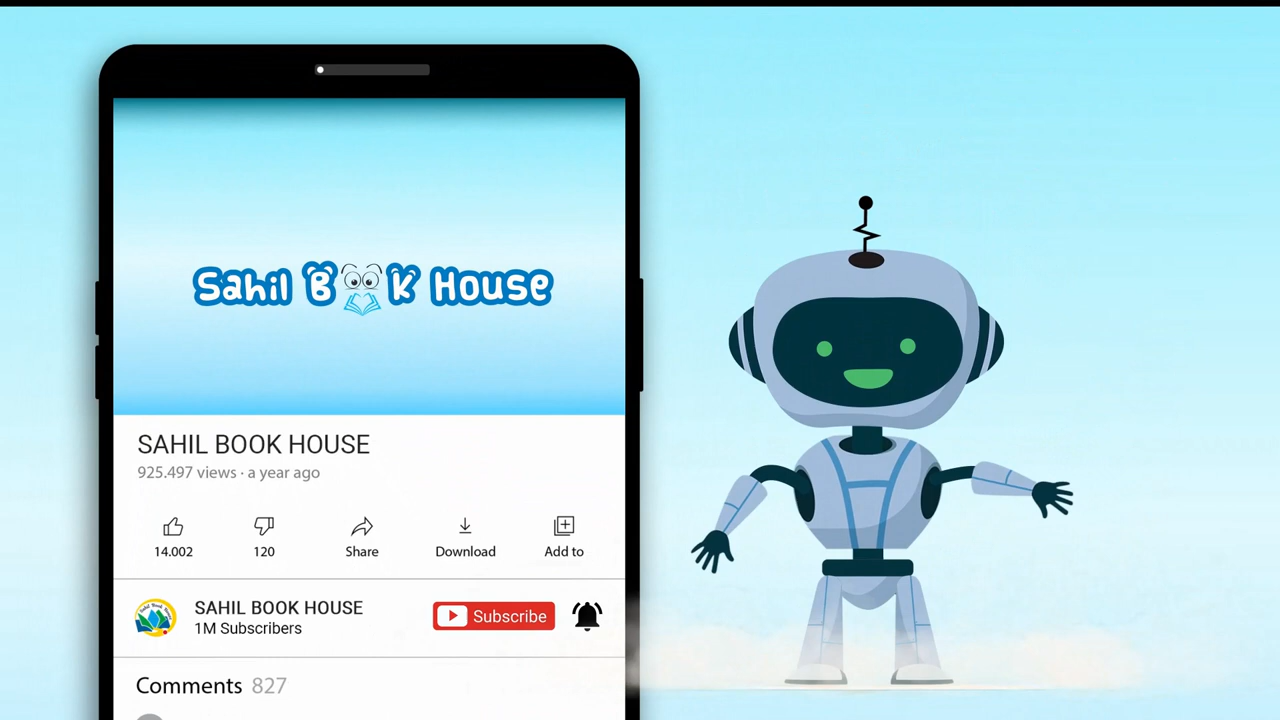 Sahil Book House
SAHIL BOOK HOUSE
925.497 views · a year ago
14.002
120
Share
Download
Add to
SAHIL BOOK HOUSE
1M Subscribers
Subscribe
Comments 827